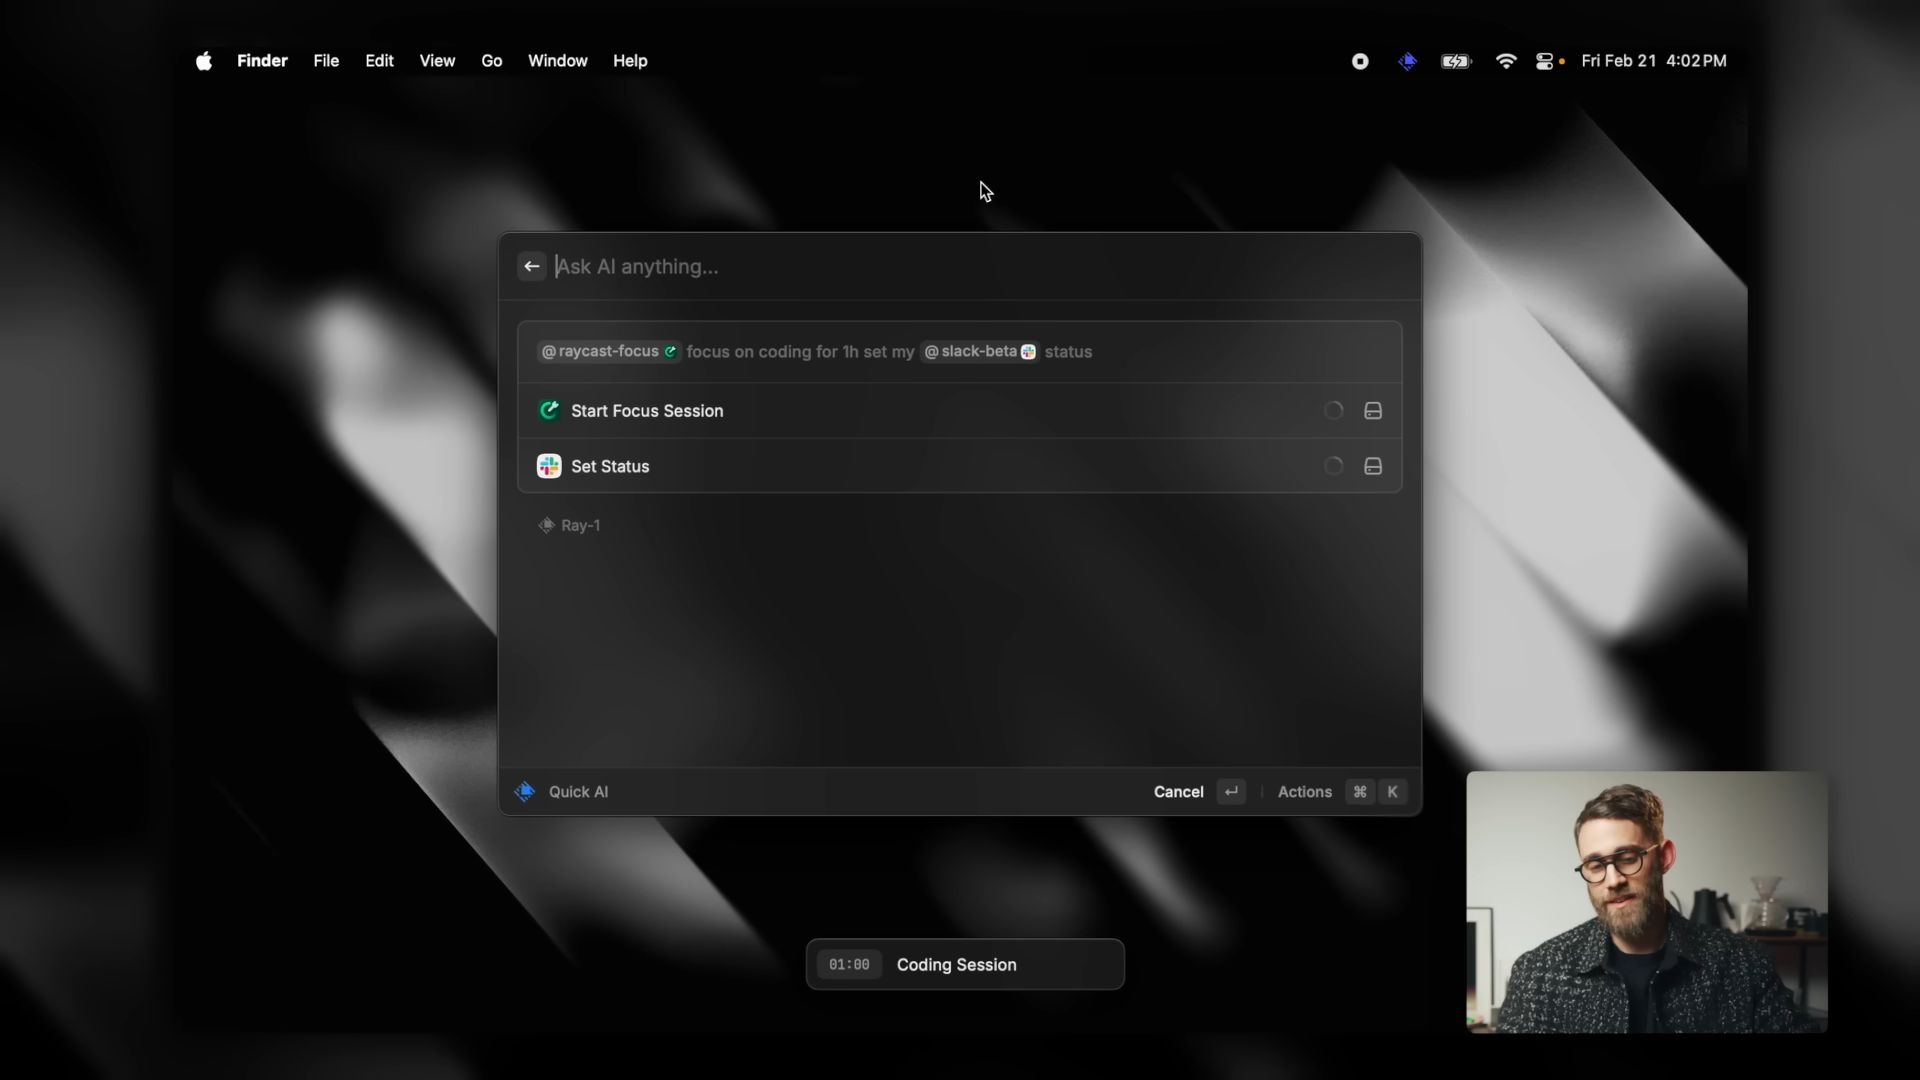 Finder File Edit View Go Window Help Fri Feb 21 4:02 PM
Ask AI anything...
@raycast-focus focus on coding for 1h set my @slack-beta status
Start Focus Session
Set Status
Ray-1
Quick AI Cancel ↵ Actions ⌘ K
01:00 Coding Session